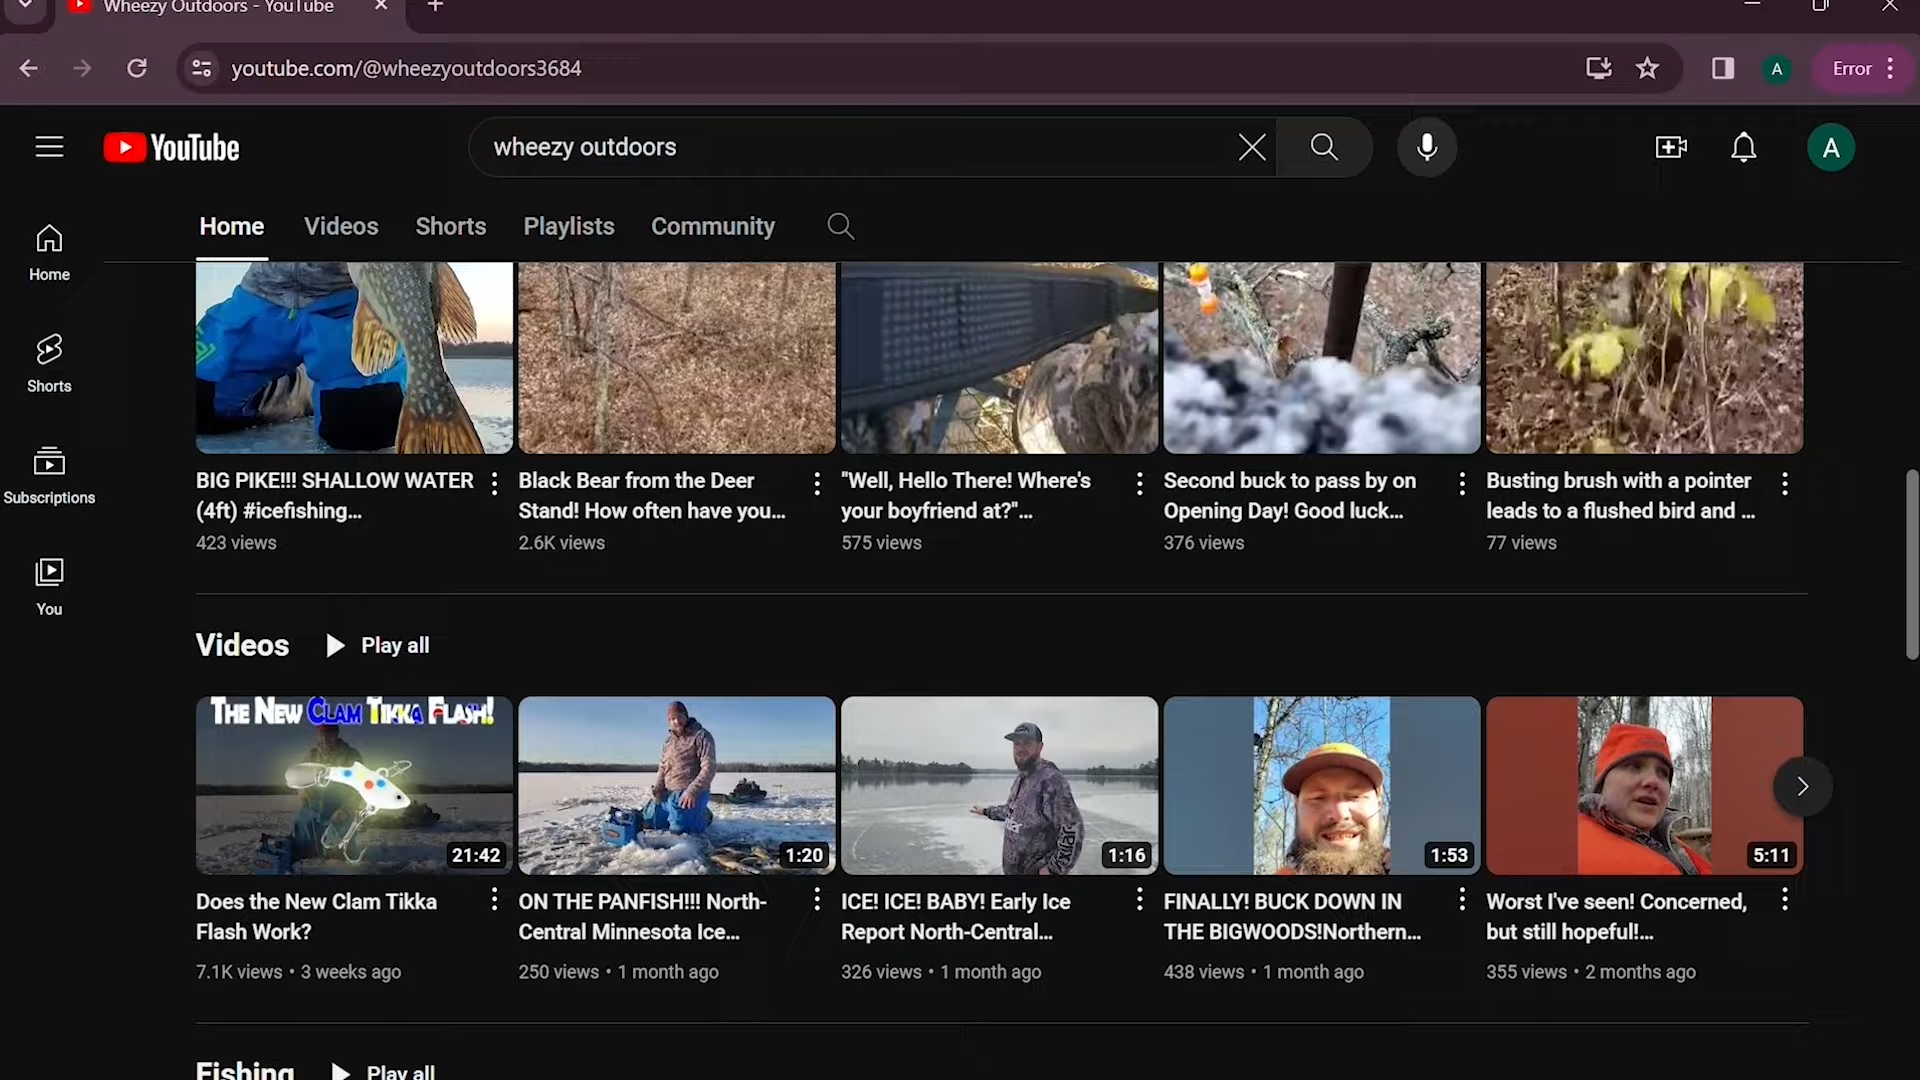 Wheezy Outdoors - YouTube
youtube.com/@wheezyoutdoors3684
A
Error
YouTube
wheezy outdoors
A
Home
Videos
Shorts
Playlists
Community
Home
Shorts
Subscriptions
You
BIG PIKE!!! SHALLOW WATER
(4ft) #icefishing...
423 views
Black Bear from the Deer
Stand! How often have you...
2.6K views
"Well, Hello There! Where's
your boyfriend at?"...
575 views
Second buck to pass by on
Opening Day! Good luck...
376 views
Busting brush with a pointer
leads to a flushed bird and ...
77 views
Videos
Play all
THE NEW CLAM TIKKA FLASH!
21:42
1:20
1:16
1:53
5:11
Does the New Clam Tikka
Flash Work?
7.1K views • 3 weeks ago
ON THE PANFISH!!! North-
Central Minnesota Ice...
250 views • 1 month ago
ICE! ICE! BABY! Early Ice
Report North-Central...
326 views • 1 month ago
FINALLY! BUCK DOWN IN
THE BIGWOODS!Northern...
438 views • 1 month ago
Worst I've seen! Concerned,
but still hopeful!...
355 views • 2 months ago
Fishing
Play all